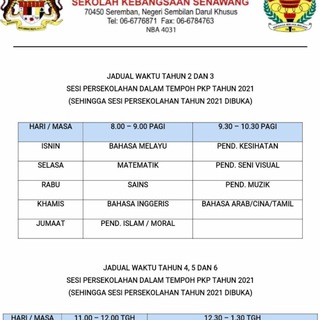 SEKOLAH KEBANGSAAN SENAWANG
70450 Seremban, Negeri Sembilan Darul Khusus
Tel: 06-6776871 Fax: 06-6784763
NBA 4031
JADUAL WAKTU TAHUN 2 DAN 3
SESI PERSEKOLAHAN DALAM TEMPOH PKP TAHUN 2021
(SEHINGGA SESI PERSEKOLAHAN TAHUN 2021 DIBUKA)
HARI / MASA 8.00 – 9.00 PAGI 9.30 – 10.30 PAGI
ISNIN BAHASA MELAYU PEND. KESIHATAN
SELASA MATEMATIK PEND. SENI VISUAL
RABU SAINS PEND. MUZIK
KHAMIS BAHASA INGGERIS BAHASA ARAB/CINA/TAMIL
JUMAAT PEND. ISLAM / MORAL
JADUAL WAKTU TAHUN 4, 5 DAN 6
SESI PERSEKOLAHAN DALAM TEMPOH PKP TAHUN 2021
(SEHINGGA SESI PERSEKOLAHAN TAHUN 2021 DIBUKA)
HARI / MASA 11.00 – 12.00 TGH 12.30 – 1.30 TGH